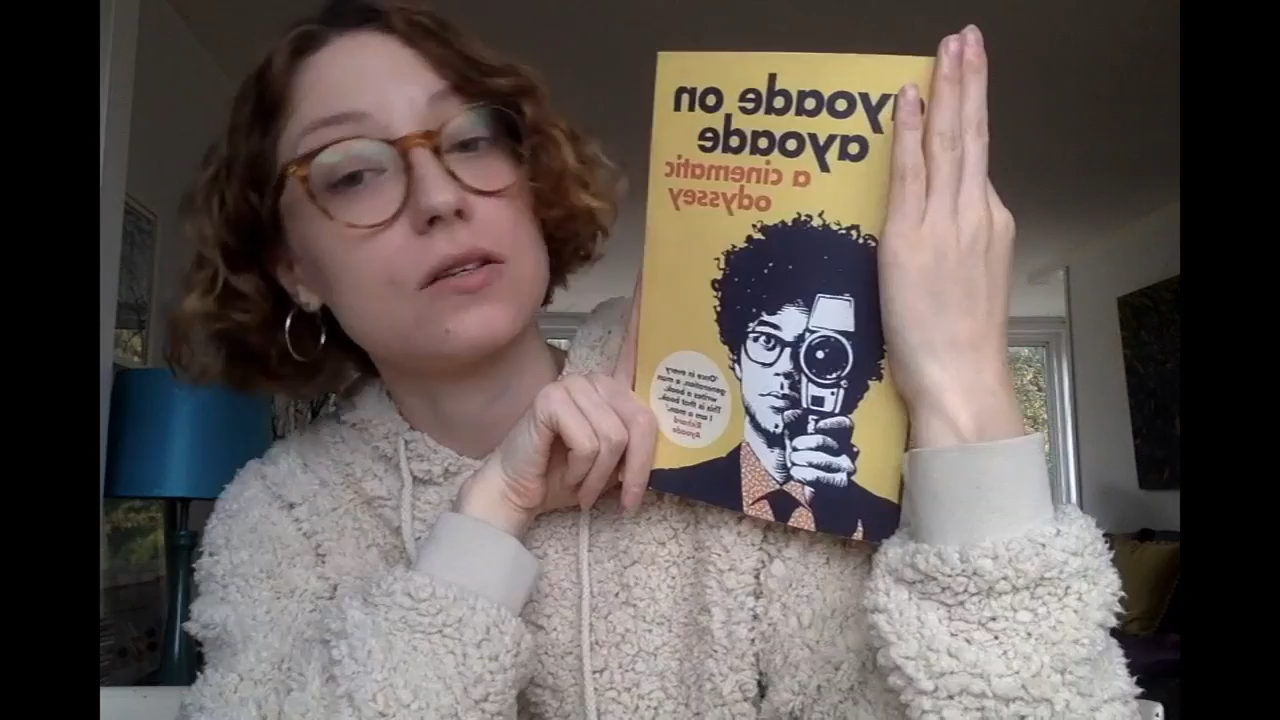 ayoade on
ayoade
a cinematic
odyssey
'Once in every
generation, a man
writes a book.
This is that book.
I am a man.'
Richard
Ayoade